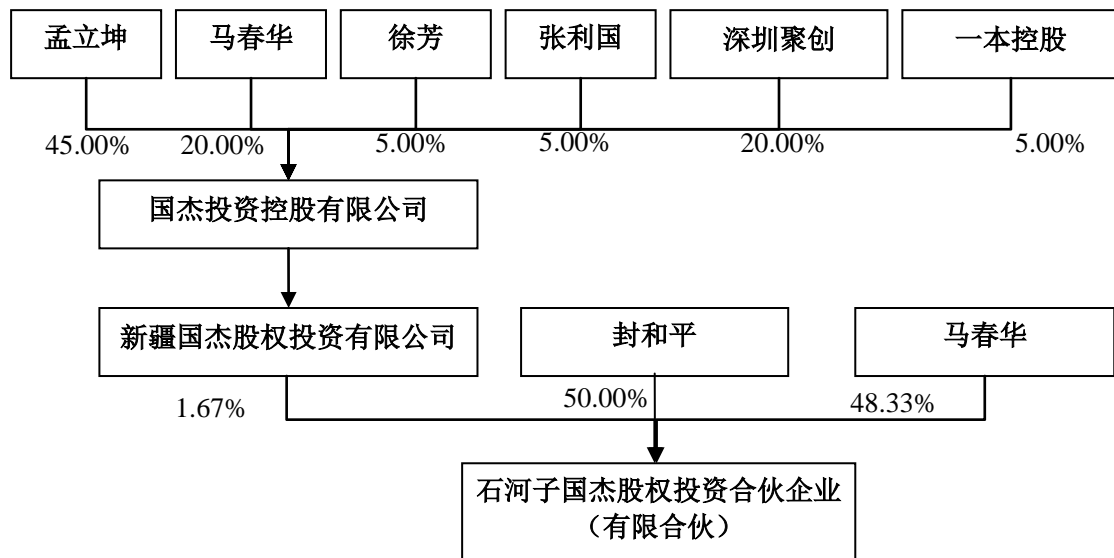 孟立坤
马春华
徐芳
张利国
深圳聚创
一本控股
45.00%
20.00%
5.00%
5.00%
20.00%
5.00%
国杰投资控股有限公司
新疆国杰股权投资有限公司
封和平
马春华
1.67%
50.00%
48.33%
石河子国杰股权投资合伙企业
（有限合伙）